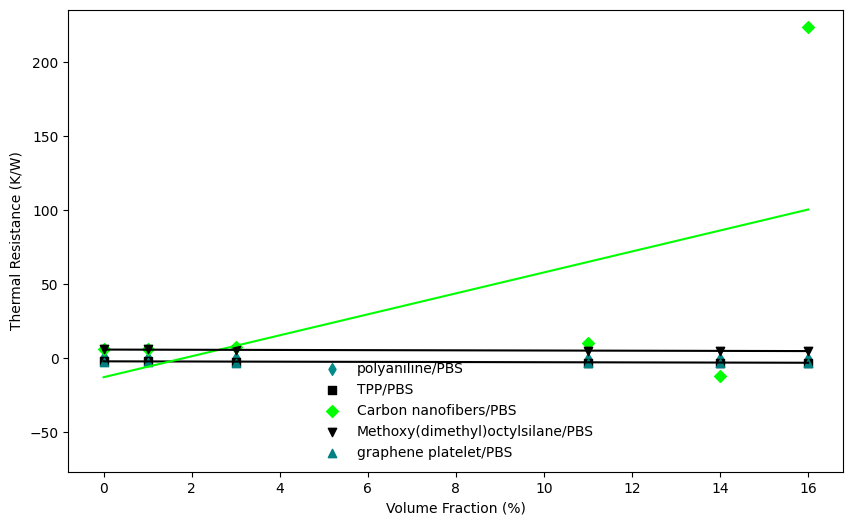 200
150
100
50
0
−50
Thermal Resistance (K/W)
polyaniline/PBS
TPP/PBS
Carbon nanofibers/PBS
Methoxy(dimethyl)octylsilane/PBS
graphene platelet/PBS
0 2 4 6 8 10 12 14 16
Volume Fraction (%)